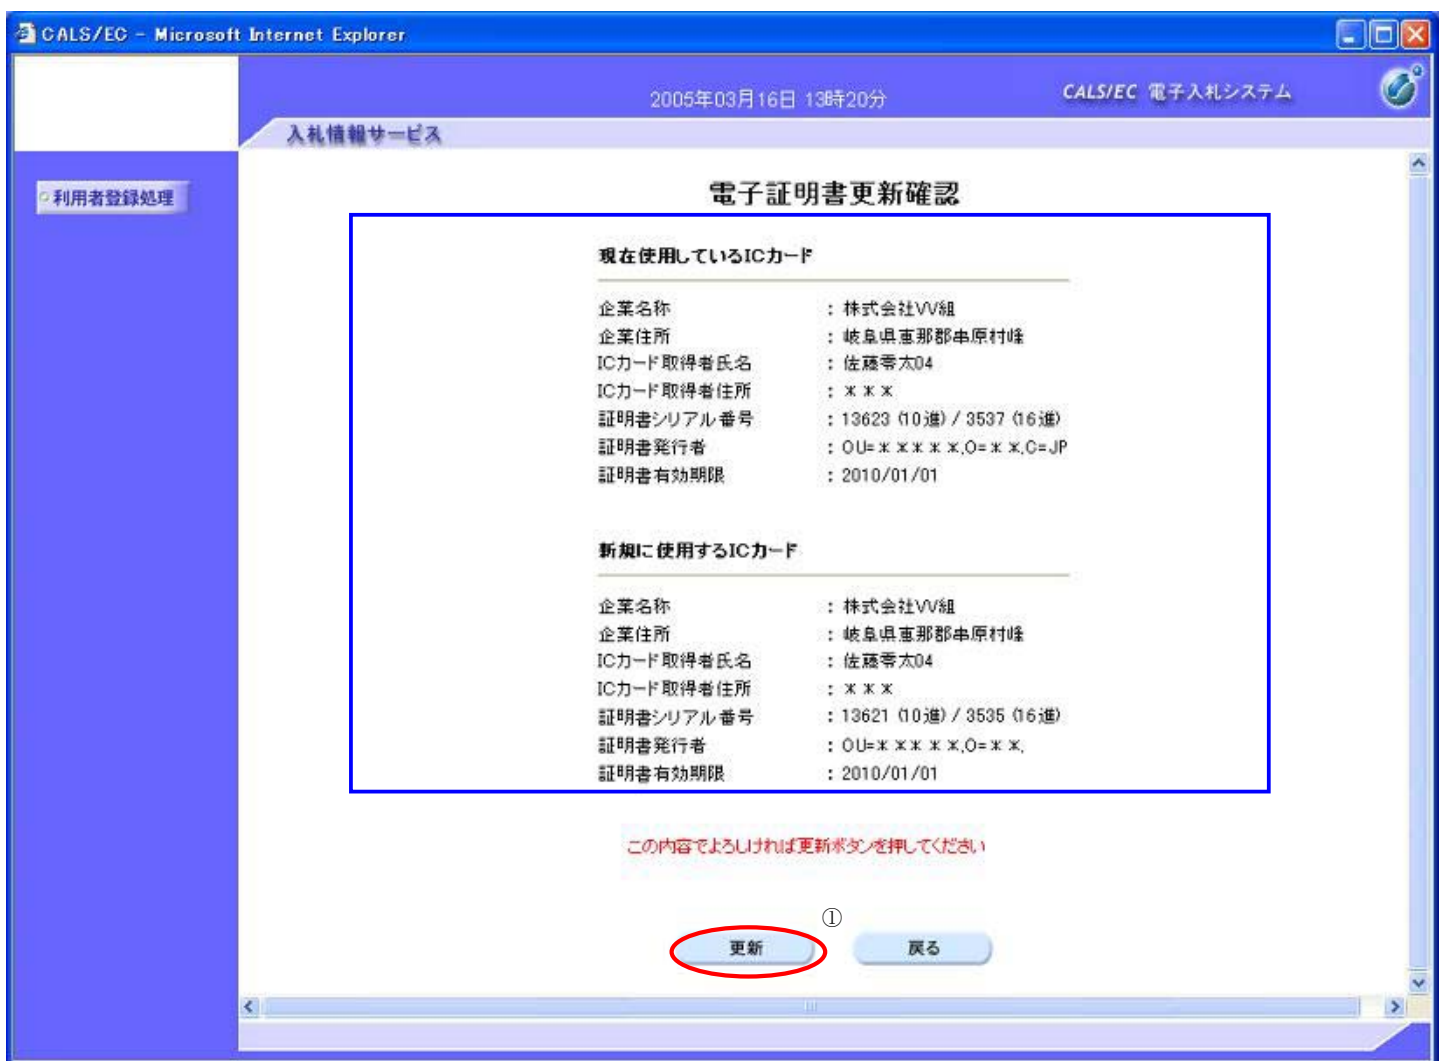 CALS/EC - Microsoft Internet Explorer
2005年03月16日 13時20分
CALS/EC 電子入札システム
入札情報サービス
利用者登録処理
電子証明書更新確認
現在使用しているICカード
企業名称 : 株式会社VV組
企業住所 : 岐阜県恵那郡串原村峰
ICカード取得者氏名 : 佐藤零太04
ICカード取得者住所 : ＊＊＊
証明書シリアル番号 : 13623 (10進) / 3537 (16進)
証明書発行者 : OU=＊＊＊＊＊,O=＊＊,C=JP
証明書有効期限 : 2010/01/01
新規に使用するICカード
企業名称 : 株式会社VV組
企業住所 : 岐阜県恵那郡串原村峰
ICカード取得者氏名 : 佐藤零太04
ICカード取得者住所 : ＊＊＊
証明書シリアル番号 : 13621 (10進) / 3535 (16進)
証明書発行者 : OU=＊＊＊＊＊,O=＊＊,
証明書有効期限 : 2010/01/01
この内容でよろしければ更新ボタンを押してください
①
更新 戻る